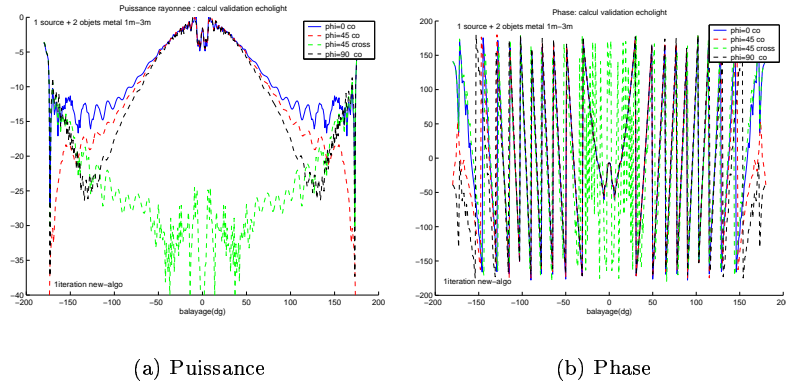 Puissance rayonnee : calcul validation echolight
1 source + 2 objets metal 1m-3m
phi=0 co
phi=45 co
phi=45 cross
phi=90 co
0
-5
-10
-15
-20
-25
-30
-35
-40
1iteration new-algo
-200 -150 -100 -50 0 50 100 150 200
balayage(dg)
(a) Puissance
Phase: calcul validation echolight
1 source + 2 objets metal 1m-3m
phi=0 co
phi=45 co
phi=45 cross
phi=90 co
200
150
100
50
0
-50
-100
-150
-200
1iteration new-algo
-200 -150 -100 -50 0 50 100 150 200
balayage(dg)
(b) Phase